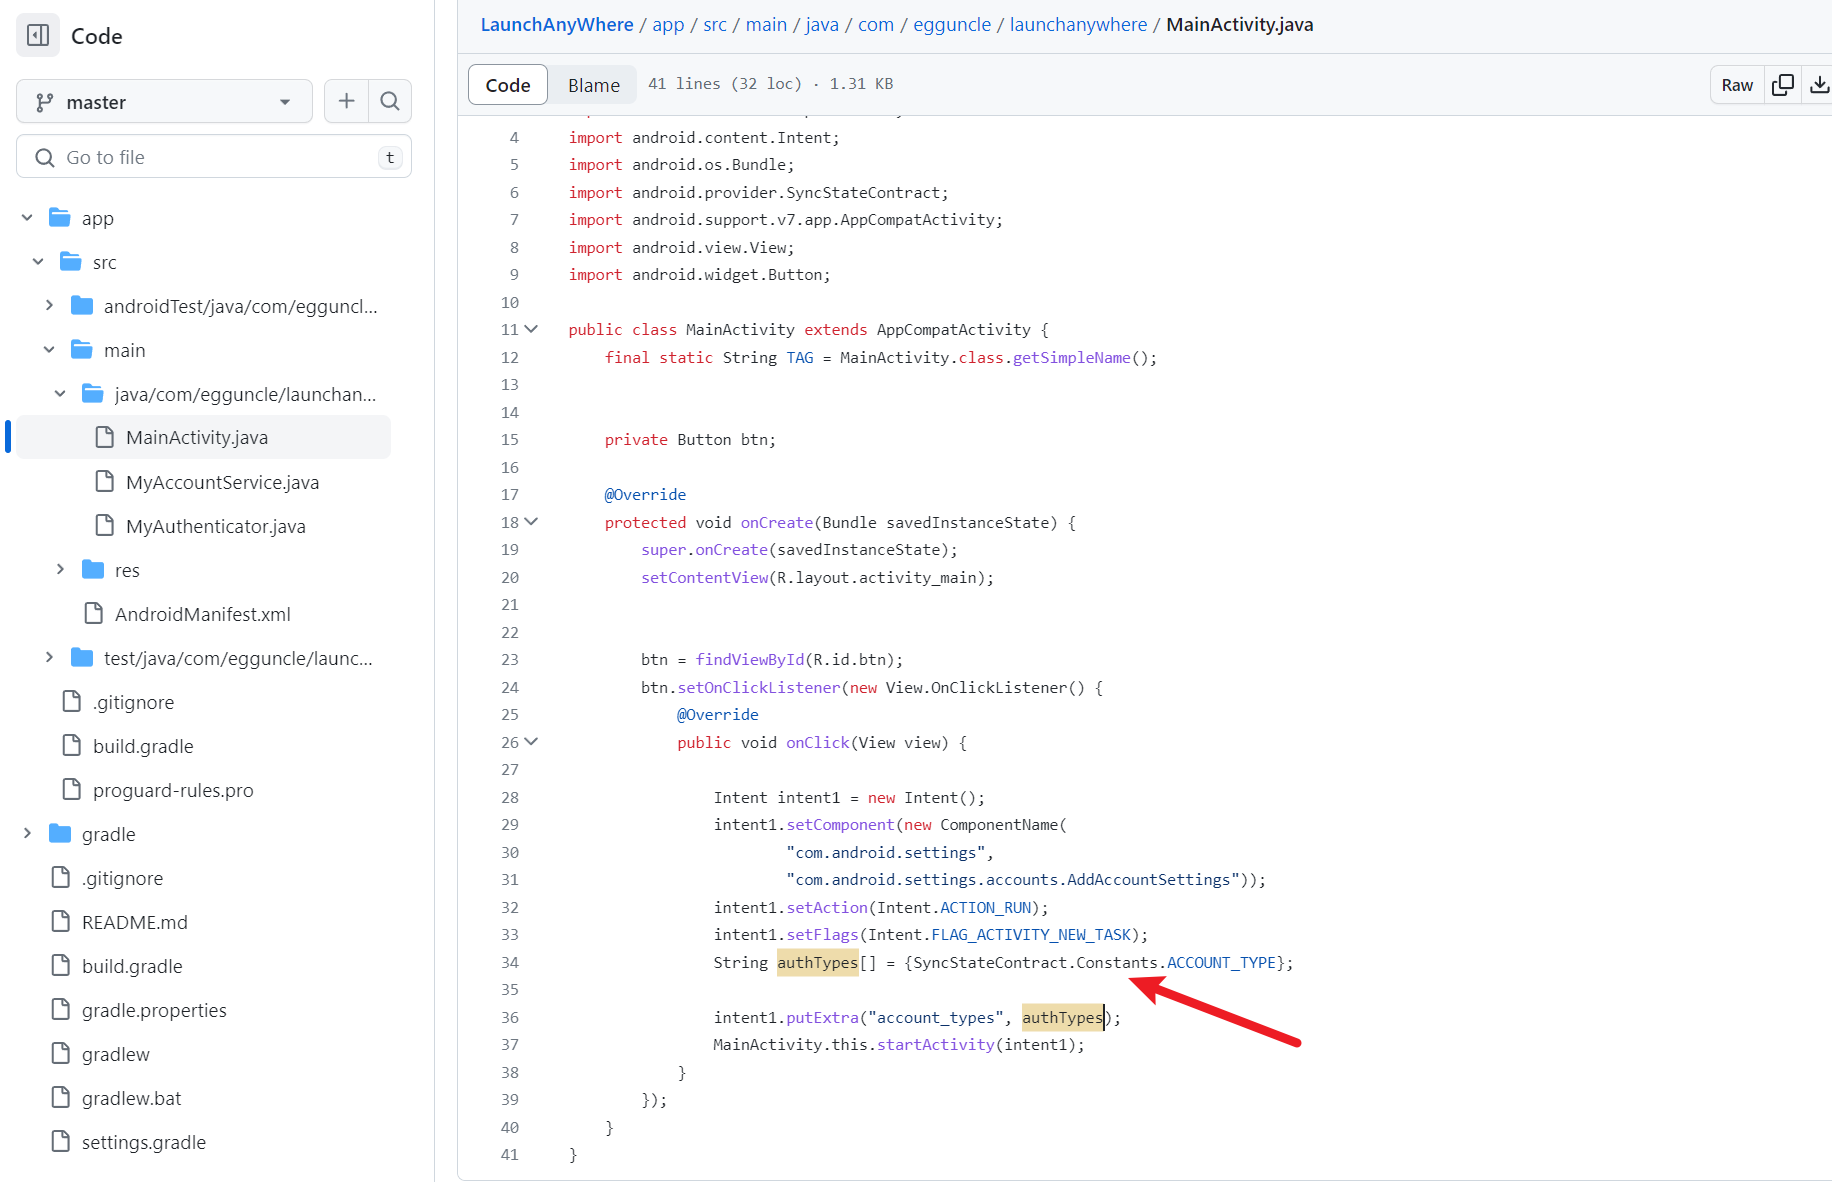 Code
master
Go to file
t
app
src
androidTest/java/com/egguncl...
main
java/com/egguncle/launchan...
MainActivity.java
MyAccountService.java
MyAuthenticator.java
res
AndroidManifest.xml
test/java/com/egguncle/launc...
.gitignore
build.gradle
proguard-rules.pro
gradle
.gitignore
README.md
build.gradle
gradle.properties
gradlew
gradlew.bat
settings.gradle
LaunchAnyWhere / app / src / main / java / com / egguncle / launchanywhere / MainActivity.java
Code Blame 41 lines (32 loc) · 1.31 KB Raw
4 import android.content.Intent;
5 import android.os.Bundle;
6 import android.provider.SyncStateContract;
7 import android.support.v7.app.AppCompatActivity;
8 import android.view.View;
9 import android.widget.Button;
10
11 public class MainActivity extends AppCompatActivity {
12 final static String TAG = MainActivity.class.getSimpleName();
13
14
15 private Button btn;
16
17 @Override
18 protected void onCreate(Bundle savedInstanceState) {
19 super.onCreate(savedInstanceState);
20 setContentView(R.layout.activity_main);
21
22
23 btn = findViewById(R.id.btn);
24 btn.setOnClickListener(new View.OnClickListener() {
25 @Override
26 public void onClick(View view) {
27
28 Intent intent1 = new Intent();
29 intent1.setComponent(new ComponentName(
30 "com.android.settings",
31 "com.android.settings.accounts.AddAccountSettings"));
32 intent1.setAction(Intent.ACTION_RUN);
33 intent1.setFlags(Intent.FLAG_ACTIVITY_NEW_TASK);
34 String authTypes[] = {SyncStateContract.Constants.ACCOUNT_TYPE};
35
36 intent1.putExtra("account_types", authTypes);
37 MainActivity.this.startActivity(intent1);
38 }
39 });
40 }
41 }